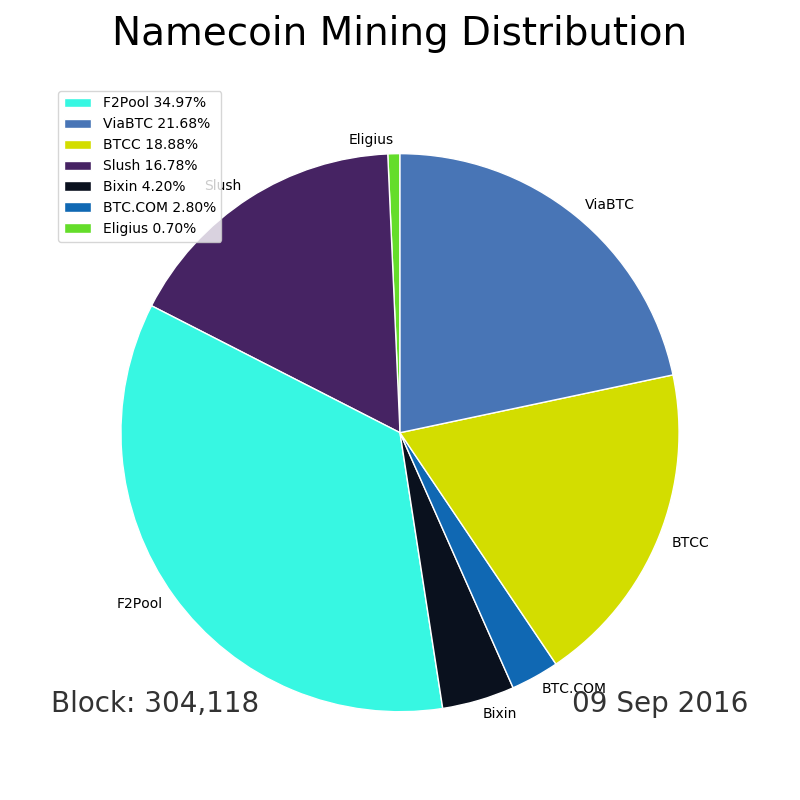 Namecoin Mining Distribution
F2Pool 34.97%
ViaBTC 21.68%
BTCC 18.88%
Slush 16.78%
Bixin 4.20%
BTC.COM 2.80%
Eligius 0.70%
Eligius
Slush
ViaBTC
BTCC
F2Pool
BTC.COM
Bixin
Block: 304,118
09 Sep 2016